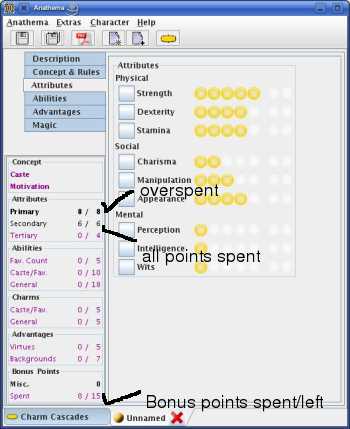 Anathema
Anathema Extras Character Help
PDF
Description
Concept & Rules
Attributes
Abilities
Advantages
Magic
Attributes
Physical
Strength
Dexterity
Stamina
Social
Charisma
Manipulation
Appearance
Mental
Perception
Intelligence
Wits
Concept
Caste
Motivation
Attributes
Primary 8 / 8
Secondary 6 / 6
Tertiary 0 / 4
Abilities
Fav. Count 0 / 5
Caste/Fav. 0 / 10
General 0 / 18
Charms
Caste/Fav. 0 / 5
General 0 / 5
Advantages
Virtues 0 / 5
Backgrounds 0 / 7
Bonus Points
Misc. 8
Spent 8 / 15
overspent
all points spent
Bonus points spent/left
Charm Cascades
Unnamed